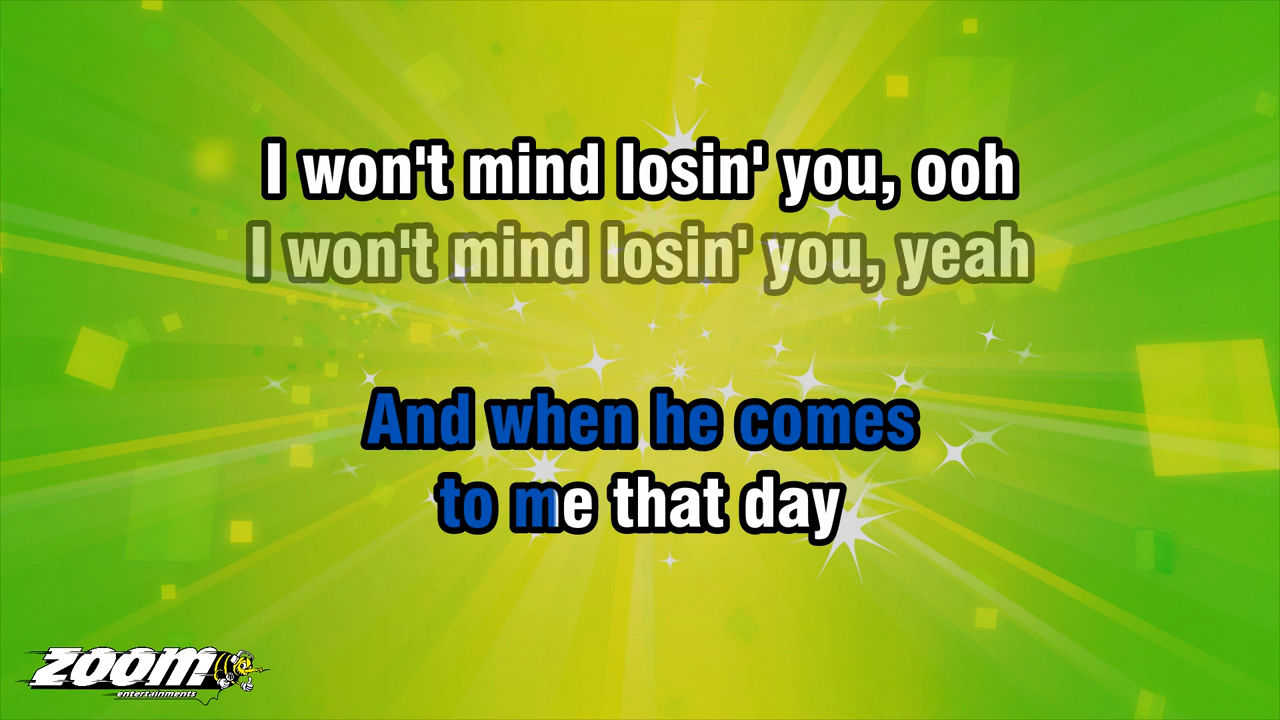 I won't mind losin' you, ooh
I won't mind losin' you, yeah
And when he comes
to me that day
zoom
entertainments